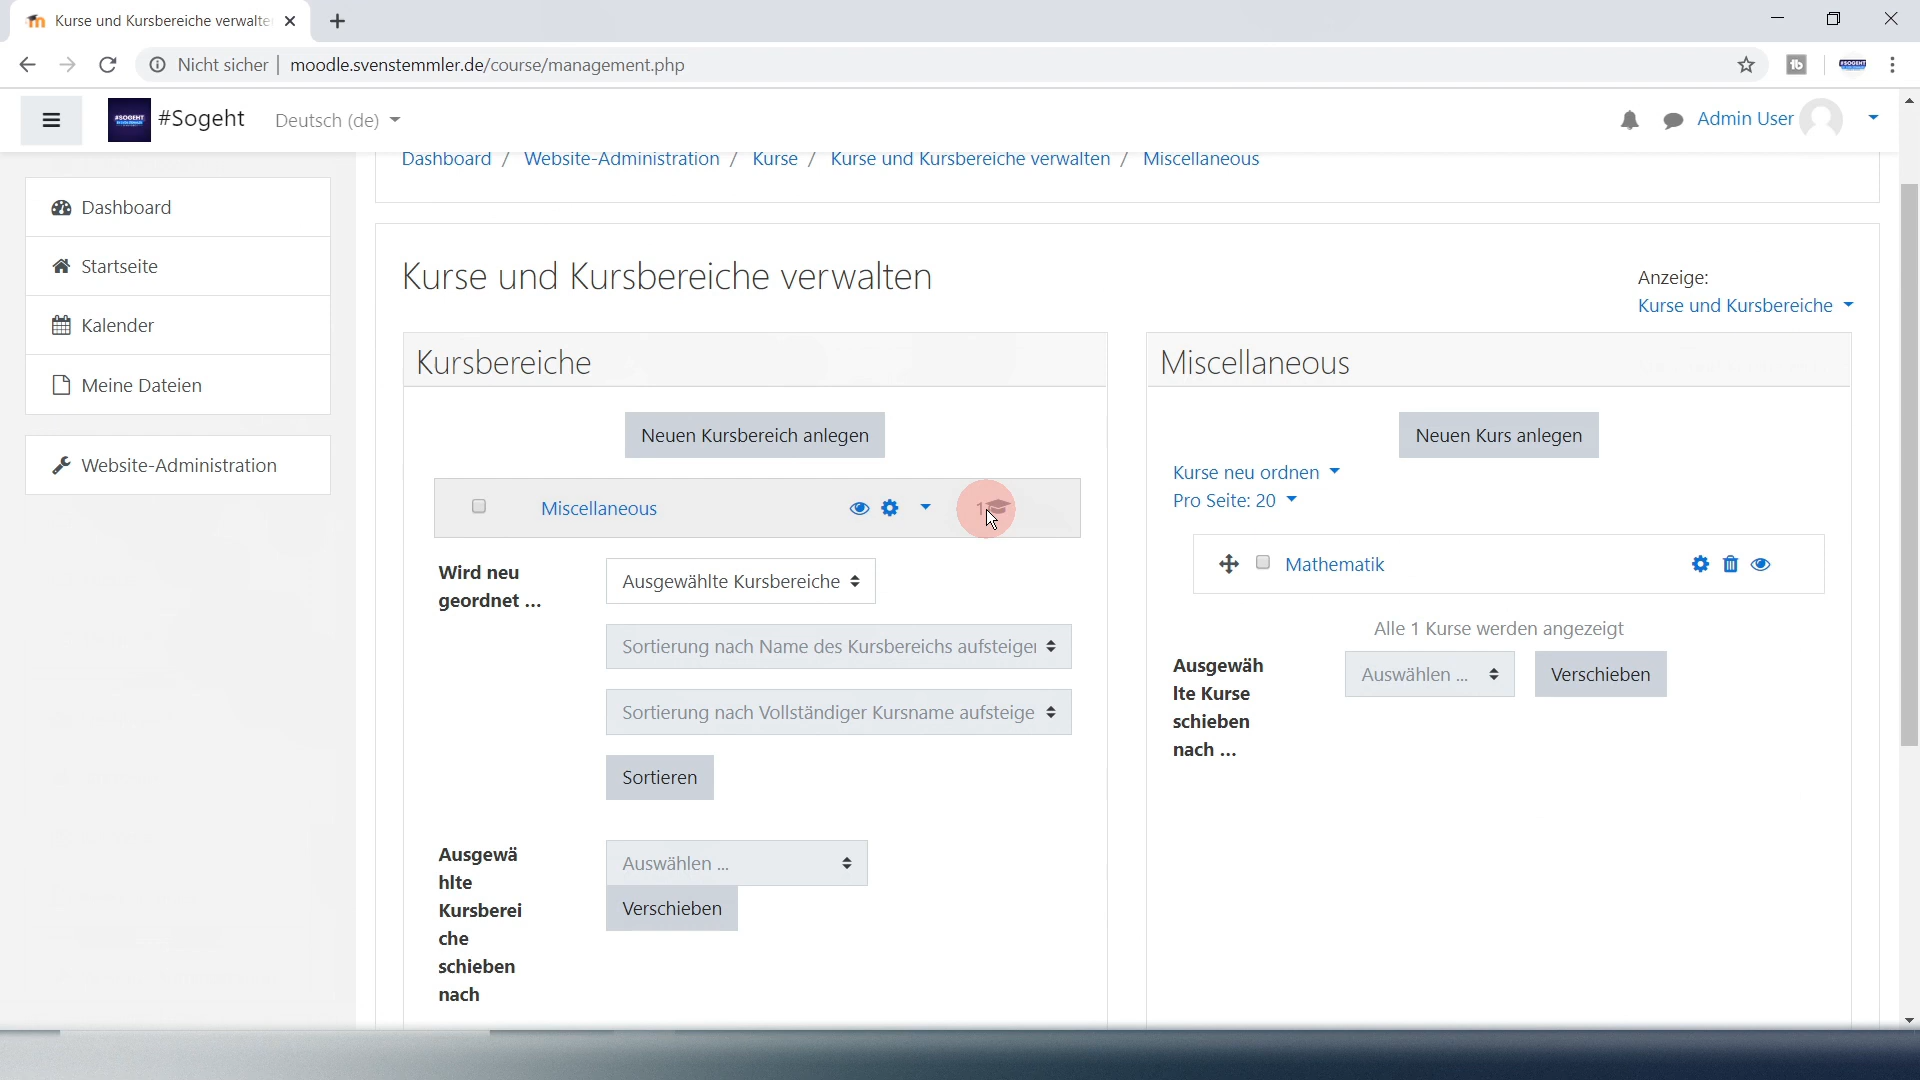 Kurse und Kursbereiche verwalte
Nicht sicher | moodle.svenstemmler.de/course/management.php
#SOGEHT
#Sogeht
Deutsch (de)
Admin User
Dashboard / Website-Administration / Kurse / Kurse und Kursbereiche verwalten / Miscellaneous
Dashboard
Startseite
Kalender
Meine Dateien
Website-Administration
Kurse und Kursbereiche verwalten
Anzeige:
Kurse und Kursbereiche
Kursbereiche
Neuen Kursbereich anlegen
Miscellaneous
1
Wird neu
geordnet ...
Ausgewählte Kursbereiche
Sortierung nach Name des Kursbereichs aufsteige
Sortierung nach Vollständiger Kursname aufsteige
Sortieren
Ausgewä
hlte
Kursberei
che
schieben
nach
Auswählen ...
Verschieben
Miscellaneous
Neuen Kurs anlegen
Kurse neu ordnen
Pro Seite: 20
Mathematik
Alle 1 Kurse werden angezeigt
Ausgewäh
lte Kurse
schieben
nach ...
Auswählen ...
Verschieben